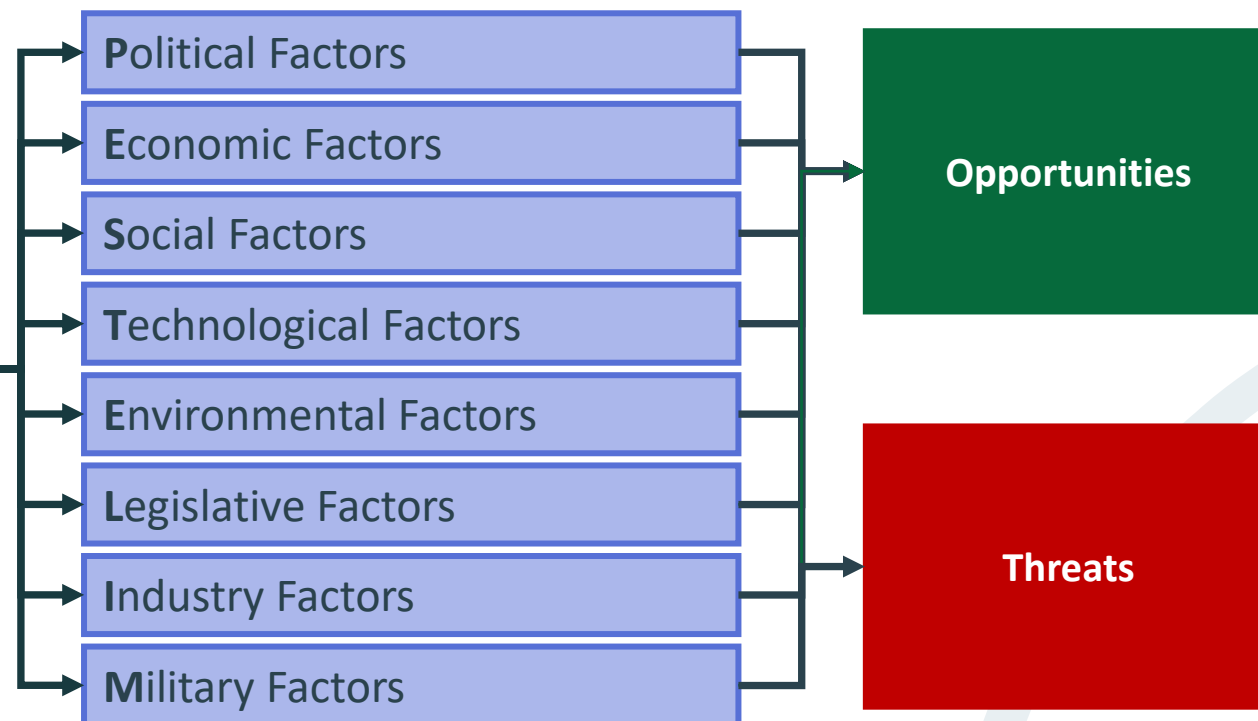 Political Factors
Economic Factors
Social Factors
Technological Factors
Environmental Factors
Legislative Factors
Industry Factors
Military Factors
Opportunities
Threats